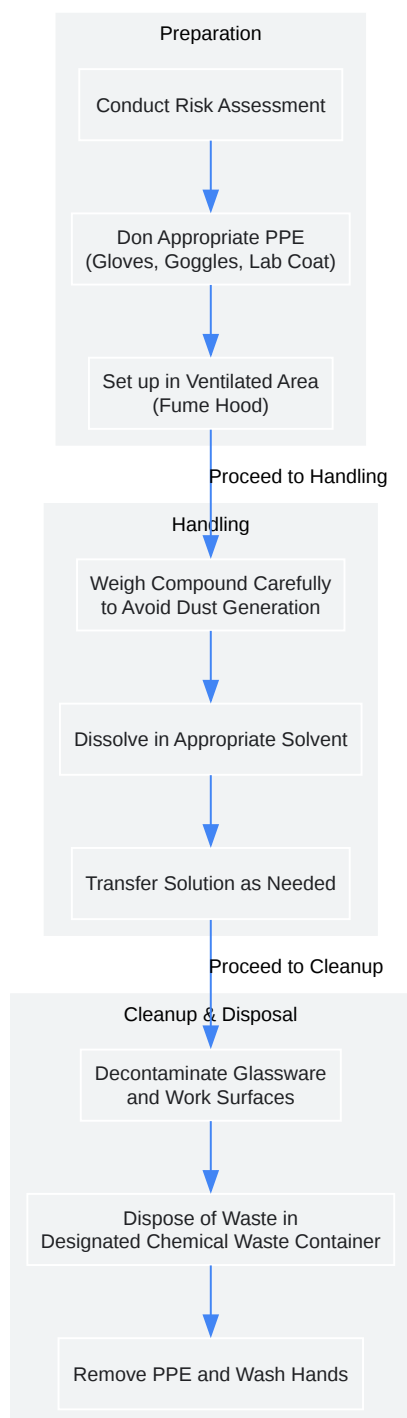 Preparation
Conduct Risk Assessment
Don Appropriate PPE
(Gloves, Goggles, Lab Coat)
Set up in Ventilated Area
(Fume Hood)
Proceed to Handling
Handling
Weigh Compound Carefully
to Avoid Dust Generation
Dissolve in Appropriate Solvent
Transfer Solution as Needed
Proceed to Cleanup
Cleanup & Disposal
Decontaminate Glassware
and Work Surfaces
Dispose of Waste in
Designated Chemical Waste Container
Remove PPE and Wash Hands